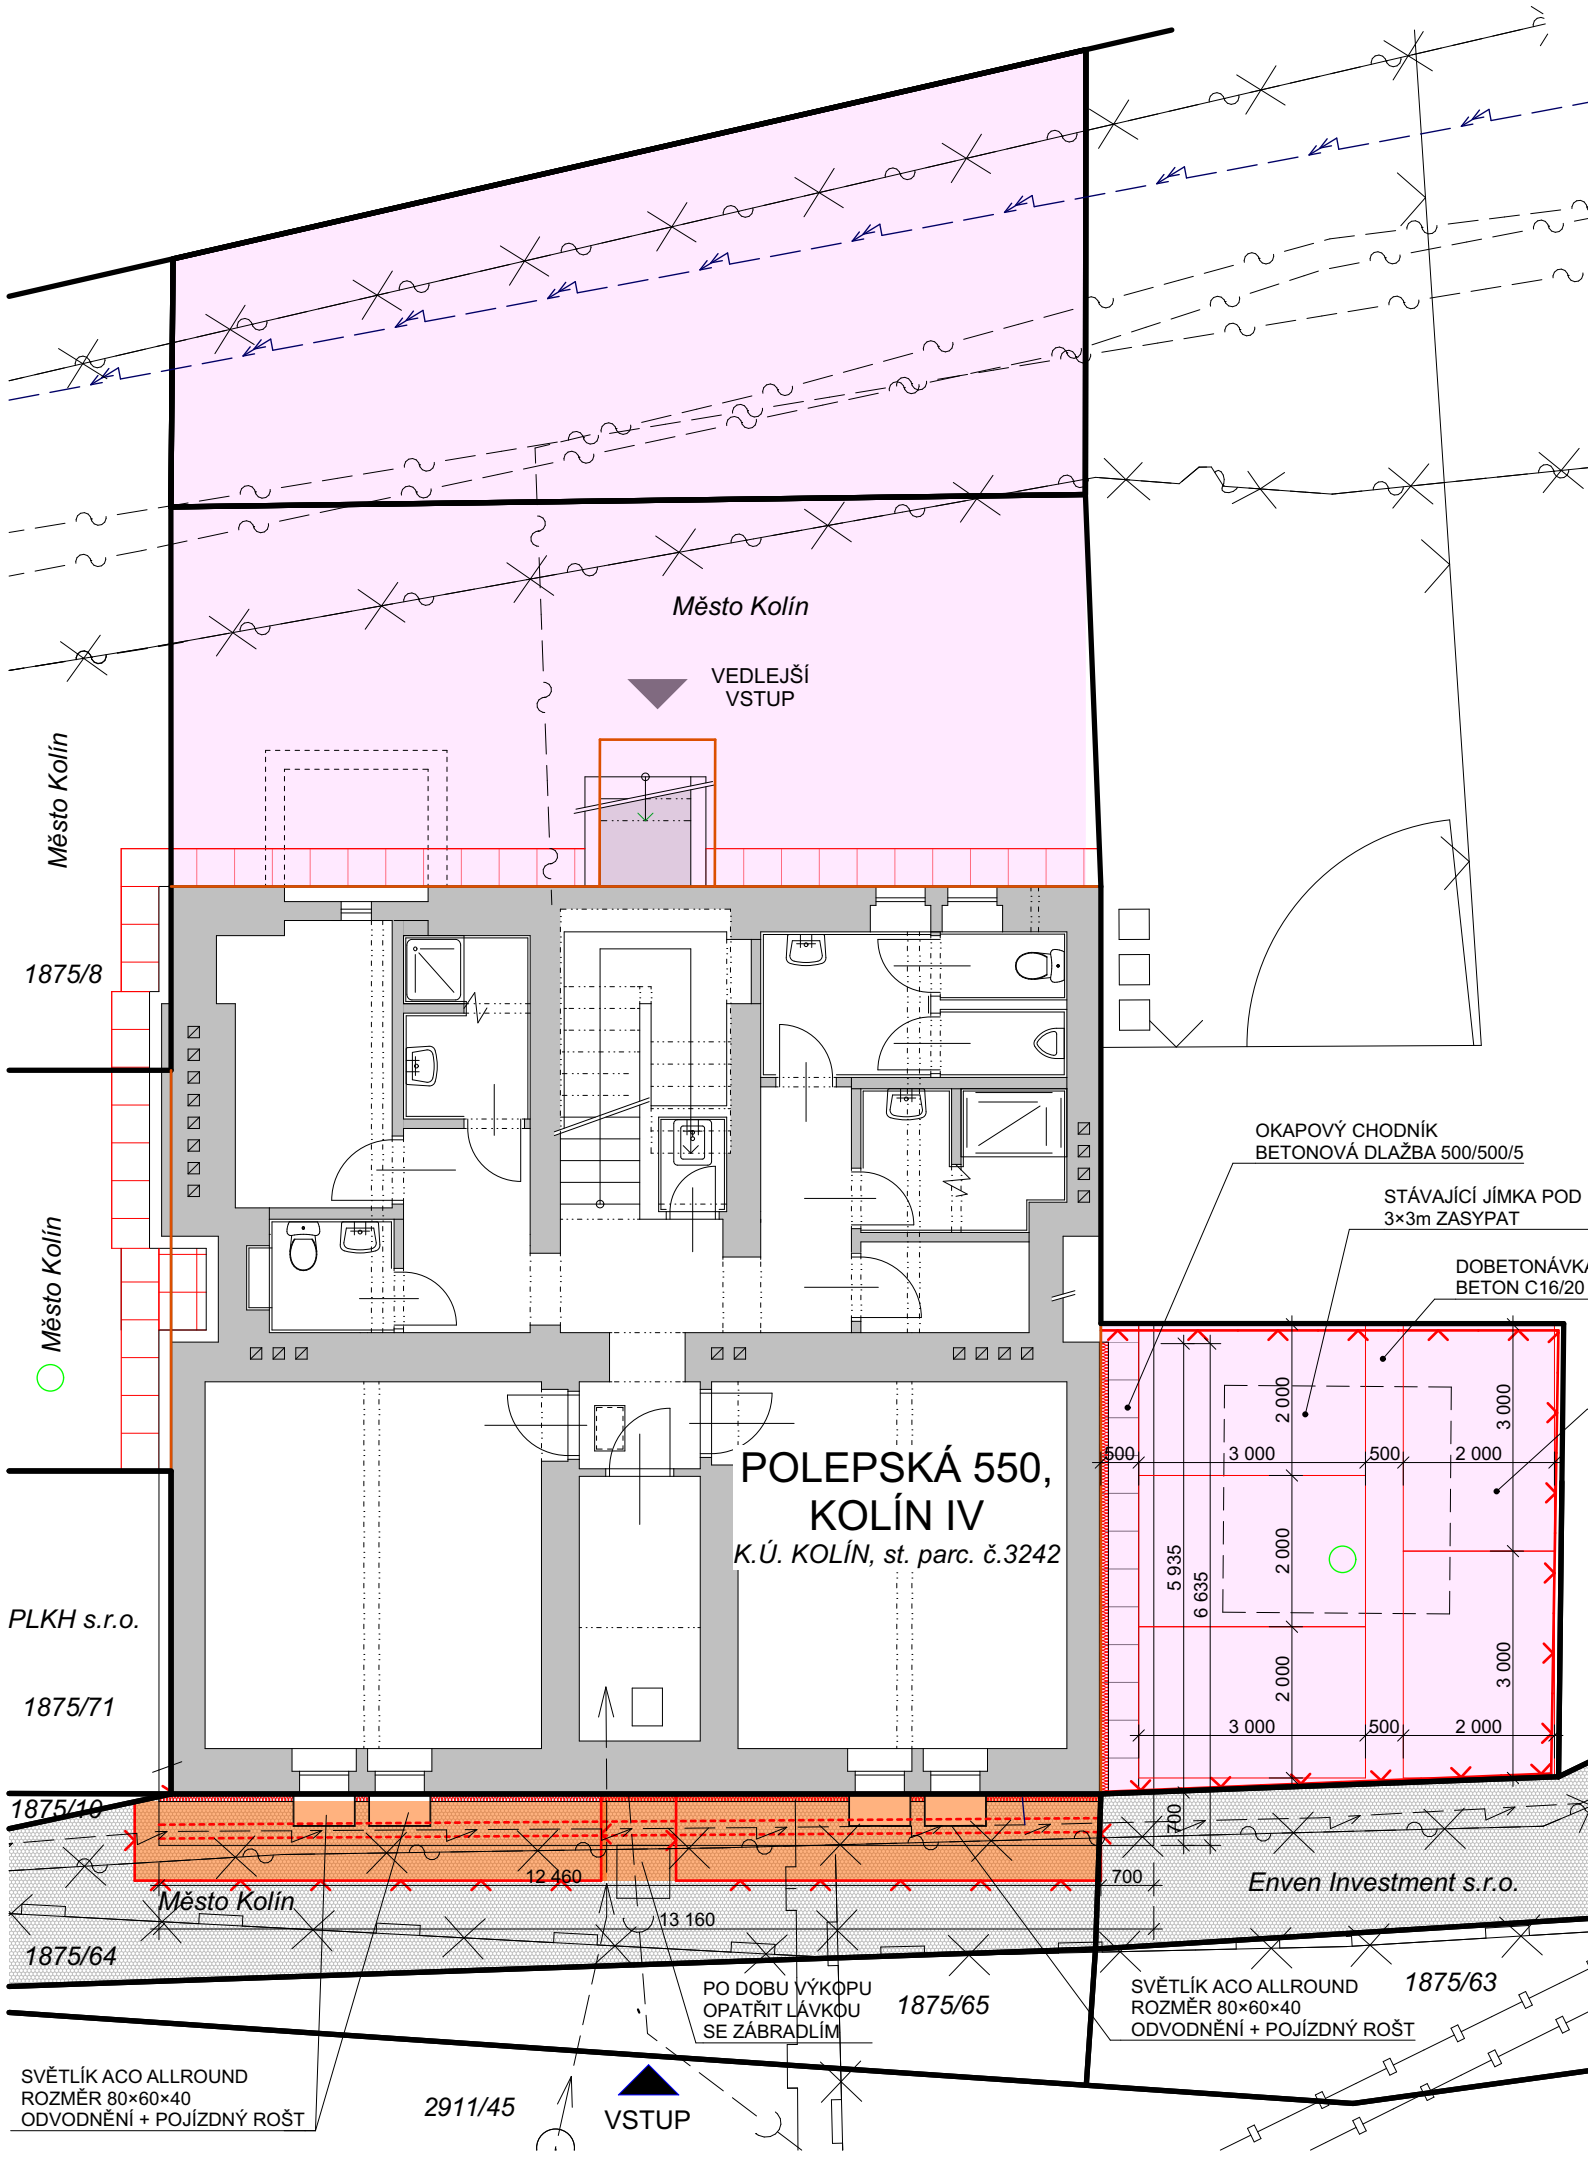 Město Kolín
VEDLEJŠÍ
VSTUP
Město Kolín
1875/8
Město Kolín
OKAPOVÝ CHODNÍK
BETONOVÁ DLAŽBA 500/500/5
STÁVAJÍCÍ JÍMKA POD
3×3m ZASYPAT
DOBETONÁVKA
BETON C16/20
POLEPSKÁ 550,
KOLÍN IV
K.Ú. KOLÍN, st. parc. č.3242
2 000
3 000
500
3 000
500
2 000
5 935
6 635
2 000
2 000
3 000
3 000
500
2 000
700
PLKH s.r.o.
1875/71
1875/10
12 460
700
Město Kolín
13 160
Enven Investment s.r.o.
1875/64
PO DOBU VÝKOPU
OPATŘIT LÁVKOU
SE ZÁBRADLÍM
1875/65
SVĚTLÍK ACO ALLROUND
ROZMĚR 80×60×40
ODVODNĚNÍ + POJÍZDNÝ ROŠT
1875/63
SVĚTLÍK ACO ALLROUND
ROZMĚR 80×60×40
ODVODNĚNÍ + POJÍZDNÝ ROŠT
2911/45
VSTUP